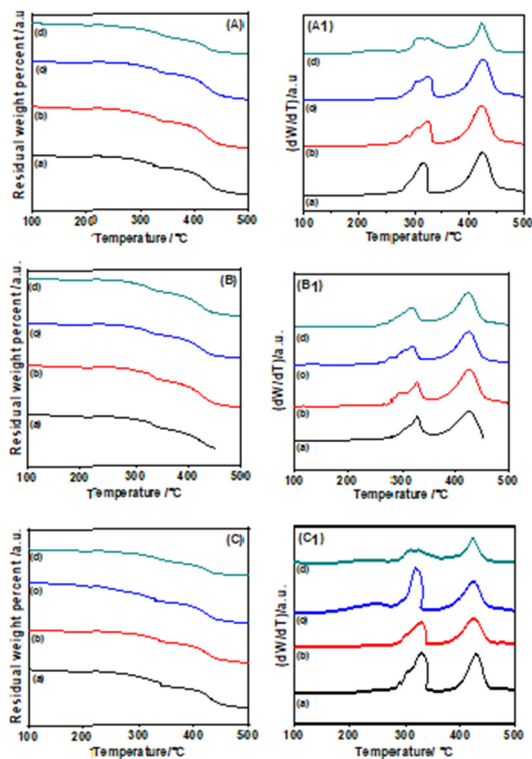 Residual weight percent /a.u
(A)
(d)
(c)
(b)
(a)
100 200 300 400 500
Temperature /°C
(dW/dT)/a.u
(A1)
(d)
(c)
(b)
(a)
100 200 300 400 500
Temperature /°C
Residual weight percent /a.u.
(B)
(d)
(c)
(b)
(a)
100 200 300 400 500
Temperature /°C
(dW/dT)/a.u.
(B1)
(d)
(c)
(b)
(a)
100 200 300 400 500
Temperature /°C
Residual weight percent /a.u.
(C)
(d)
(c)
(b)
(a)
100 200 300 400 500
Temperature/°C
(dW/dT)/a.u.
(C1)
(d)
(c)
(b)
(a)
100 200 300 400 500
Temperature/ °C